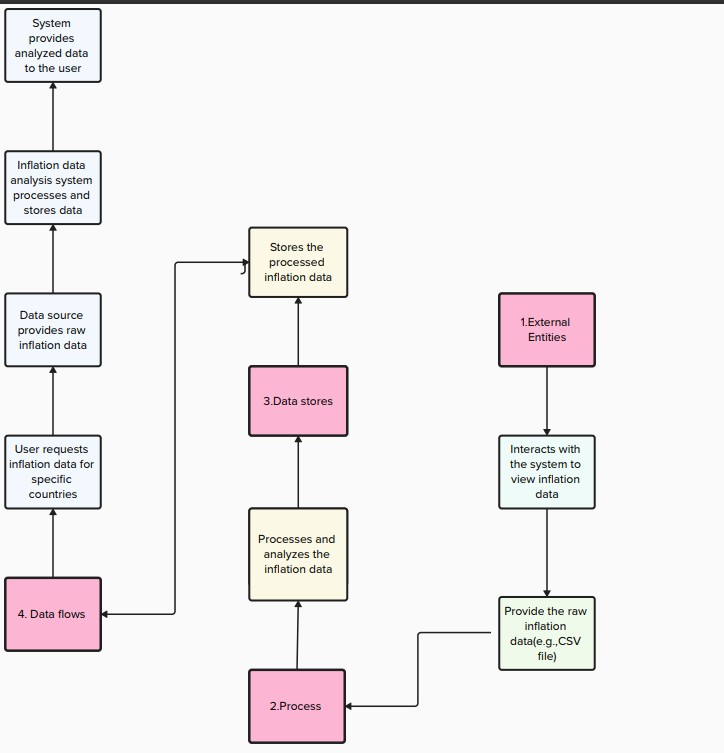 System
provides
analyzed data
to the user
Inflation data
analysis system
processes and
stores data
Data source
provides raw
inflation data
User requests
inflation data for
specific
countries
4. Data flows
Stores the
processed
inflation data
3.Data stores
Processes and
analyzes the
inflation data
2.Process
1.External
Entities
Interacts with
the system to
view inflation
data
Provide the raw
inflation
data(e.g.,CSV
file)